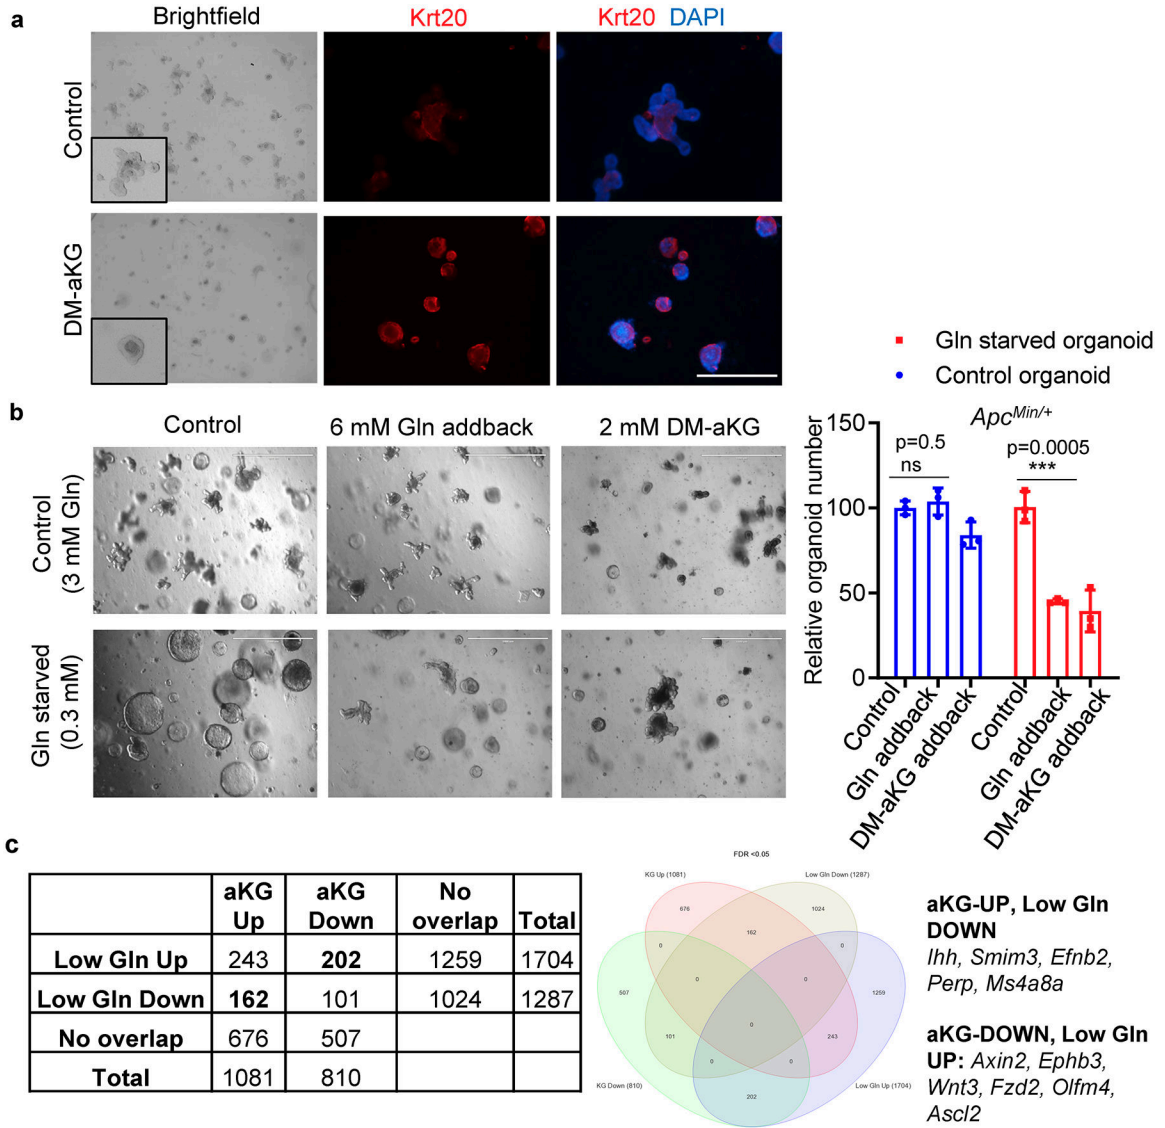 a
Brightfield
Krt20
Krt20 DAPI
Control
DM-aKG
b
Control
6 mM Gln addback
2 mM DM-aKG
Control
(3 mM Gln)
Gln starved
(0.3 mM)
Gln starved organoid
Control organoid
Apc^Min/+
Relative organoid number
150
100
50
0
p=0.5
ns
p=0.0005
***
Control
Gln addback
DM-aKG addback
Control
Gln addback
DM-aKG addback
c
aKG Up
aKG Down
No overlap
Total
Low Gln Up 243 202 1259 1704
Low Gln Down 162 101 1024 1287
No overlap 676 507
Total 1081 810
FDR <0.05
KG Up (1081)
Low Gln Down (1287)
676
1024
162
0
0
0
0
507
1259
0
101
243
0
0
KG Down (810)
Low Gln Up (1704)
202
aKG-UP, Low Gln
DOWN
Ihh, Smim3, Efnb2,
Perp, Ms4a8a
aKG-DOWN, Low Gln
UP: Axin2, Ephb3,
Wnt3, Fzd2, Olfm4,
Ascl2